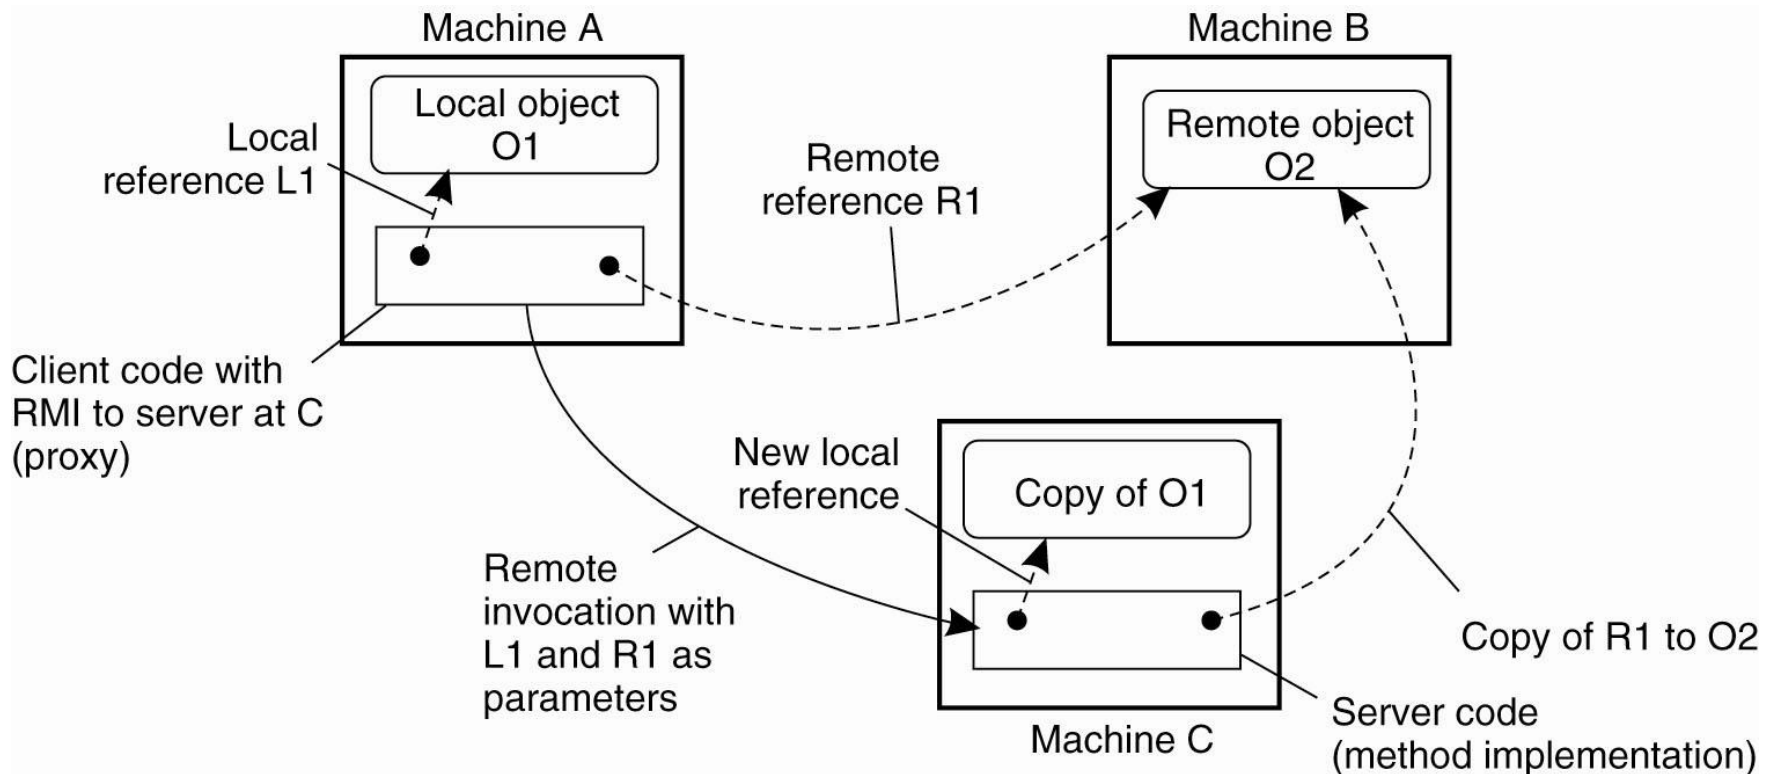 Machine A
Machine B
Local object
O1
Remote object
O2
Local
reference L1
Remote
reference R1
Client code with
RMI to server at C
(proxy)
New local
reference
Copy of O1
Remote
invocation with
L1 and R1 as
parameters
Copy of R1 to O2
Server code
(method implementation)
Machine C